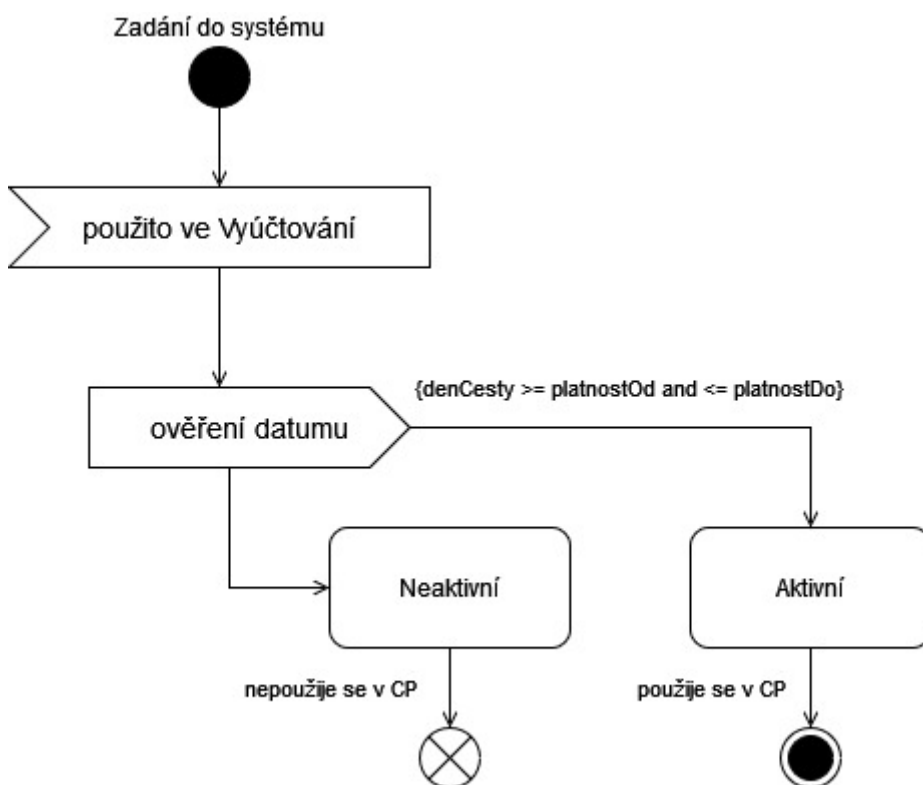 Zadání do systému
použito ve Vyúčtování
{denCesty >= platnostOd and <= platnostDo}
ověření datumu
Neaktivní
Aktivní
nepoužije se v CP
použije se v CP